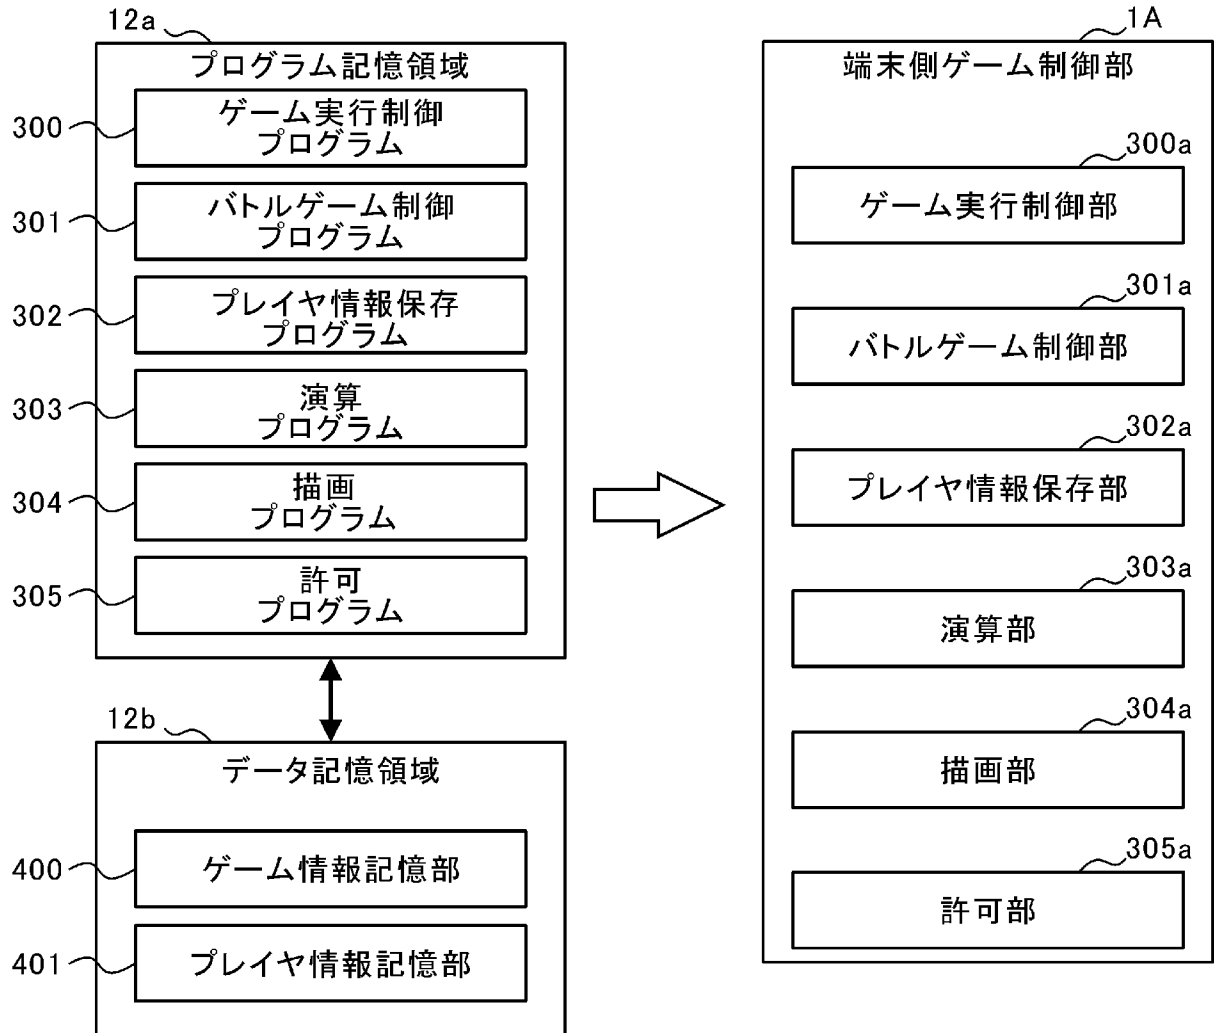 12a
プログラム記憶領域
300
ゲーム実行制御
プログラム
301
バトルゲーム制御
プログラム
302
プレイヤ情報保存
プログラム
303
演算
プログラム
304
描画
プログラム
305
許可
プログラム
12b
データ記憶領域
400
ゲーム情報記憶部
401
プレイヤ情報記憶部
1A
端末側ゲーム制御部
300a
ゲーム実行制御部
301a
バトルゲーム制御部
302a
プレイヤ情報保存部
303a
演算部
304a
描画部
305a
許可部